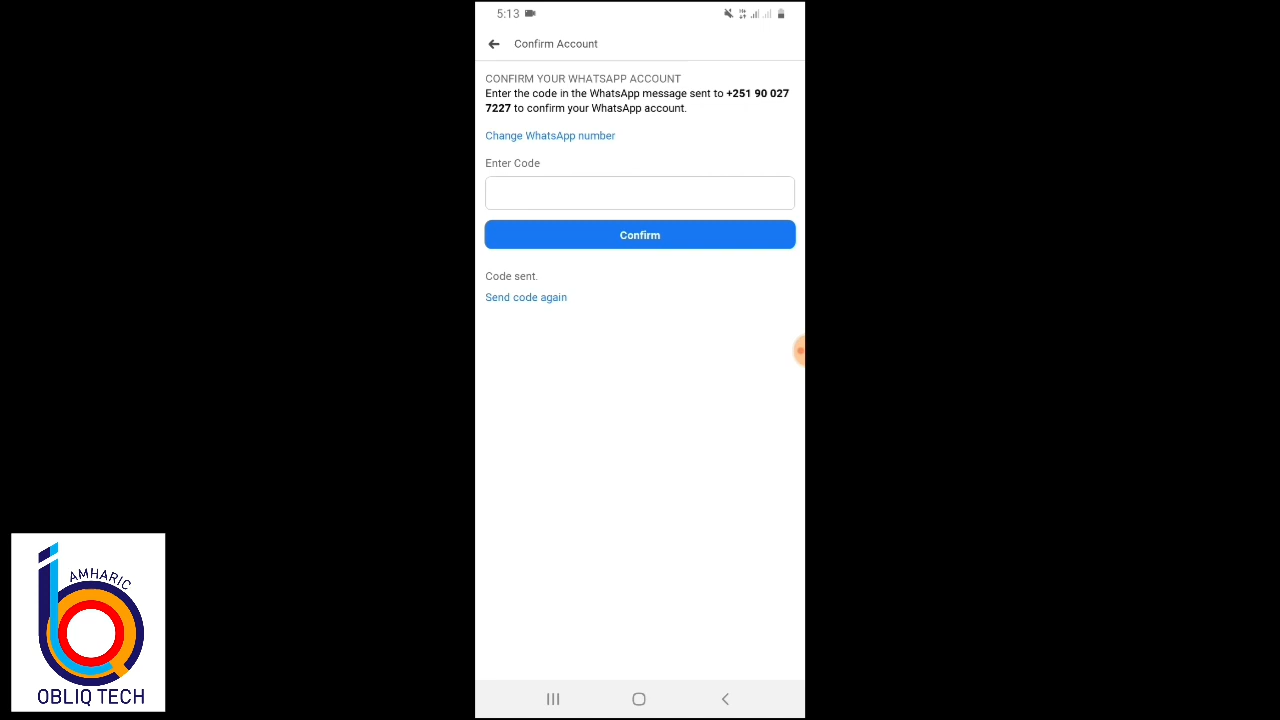 5:13
Confirm Account
CONFIRM YOUR WHATSAPP ACCOUNT
Enter the code in the WhatsApp message sent to +251 90 027
7227 to confirm your WhatsApp account.
Change WhatsApp number
Enter Code
Confirm
Code sent.
Send code again
AMHARIC
OBLIQ TECH